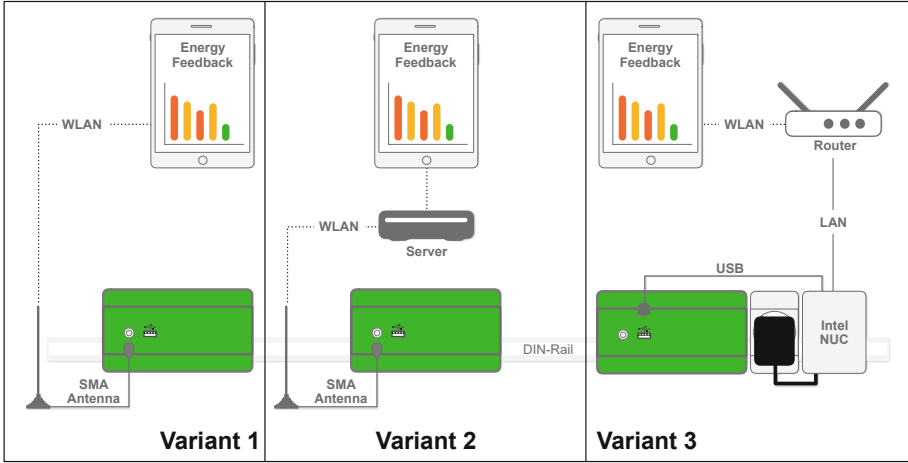 Energy
Feedback
WLAN
SMA
Antenna
Variant 1
Energy
Feedback
WLAN
Server
SMA
Antenna
DIN-Rail
Variant 2
Energy
Feedback
WLAN
Router
LAN
USB
Intel
NUC
Variant 3